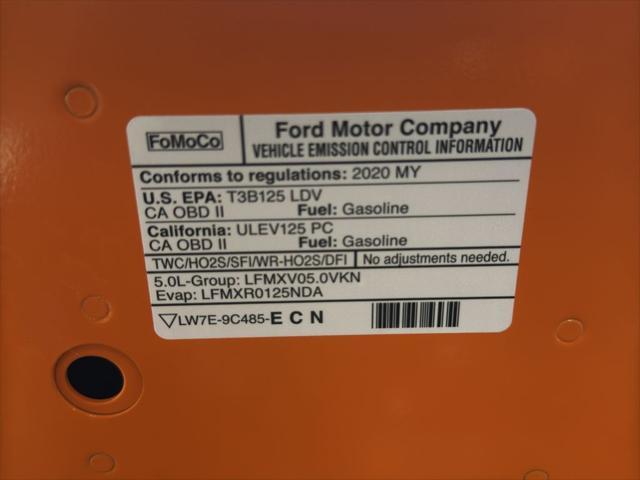 FoMoCo
Ford Motor Company
VEHICLE EMISSION CONTROL INFORMATION
Conforms to regulations: 2020 MY
U.S. EPA: T3B125 LDV
CA OBD II Fuel: Gasoline
California: ULEV125 PC
CA OBD II Fuel: Gasoline
TWC/HO2S/SFI/WR-HO2S/DFI No adjustments needed.
5.0L-Group: LFMXV05.0VKN
Evap: LFMXR0125NDA
LW7E-9C485-E C N